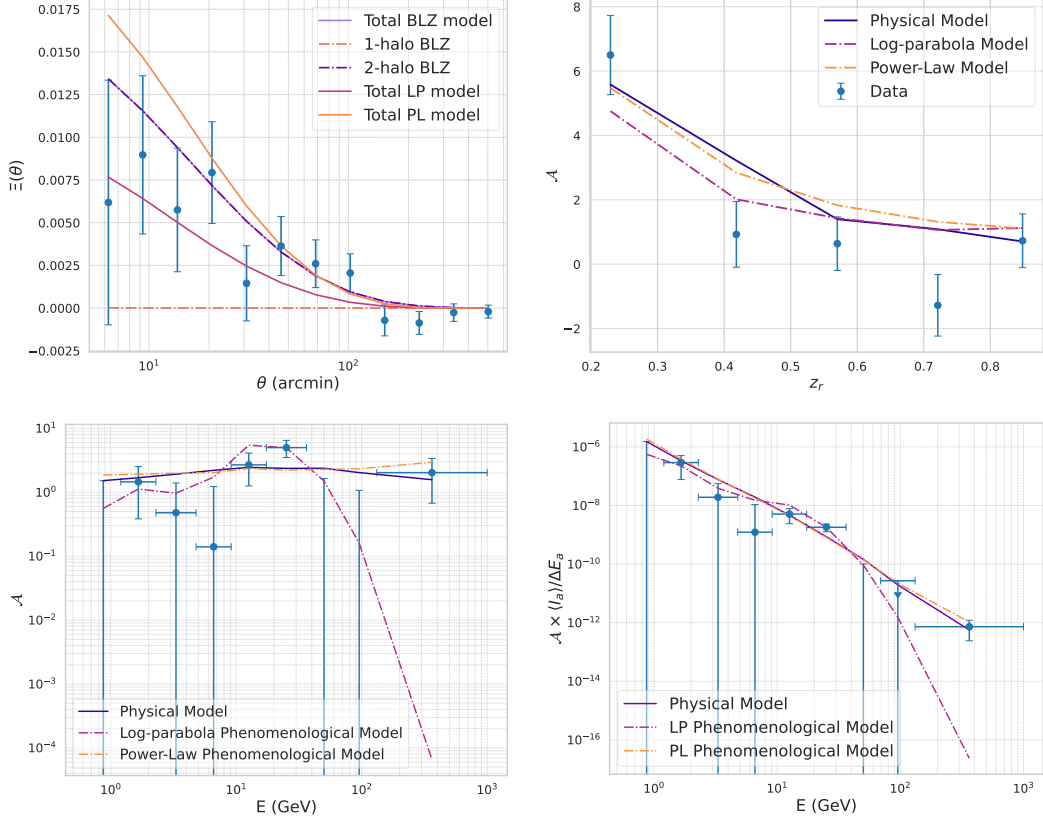 0.0175
0.0150
0.0125
0.0100
0.0075
0.0050
0.0025
0.0000
−0.0025
Ξ(θ)
10¹
10²
θ (arcmin)
Total BLZ model
1-halo BLZ
2-halo BLZ
Total LP model
Total PL model
8
6
4
2
0
−2
𝒜
0.2 0.3 0.4 0.5 0.6 0.7 0.8
z_r
Physical Model
Log-parabola Model
Power-Law Model
Data
10¹
10⁰
10⁻¹
10⁻²
10⁻³
10⁻⁴
𝒜
10⁰ 10¹ 10² 10³
E (GeV)
Physical Model
Log-parabola Phenomenological Model
Power-Law Phenomenological Model
10⁻⁶
10⁻⁸
10⁻¹⁰
10⁻¹²
10⁻¹⁴
10⁻¹⁶
𝒜 × ⟨I_a⟩/ΔE_a
10⁰ 10¹ 10² 10³
E (GeV)
Physical Model
LP Phenomenological Model
PL Phenomenological Model